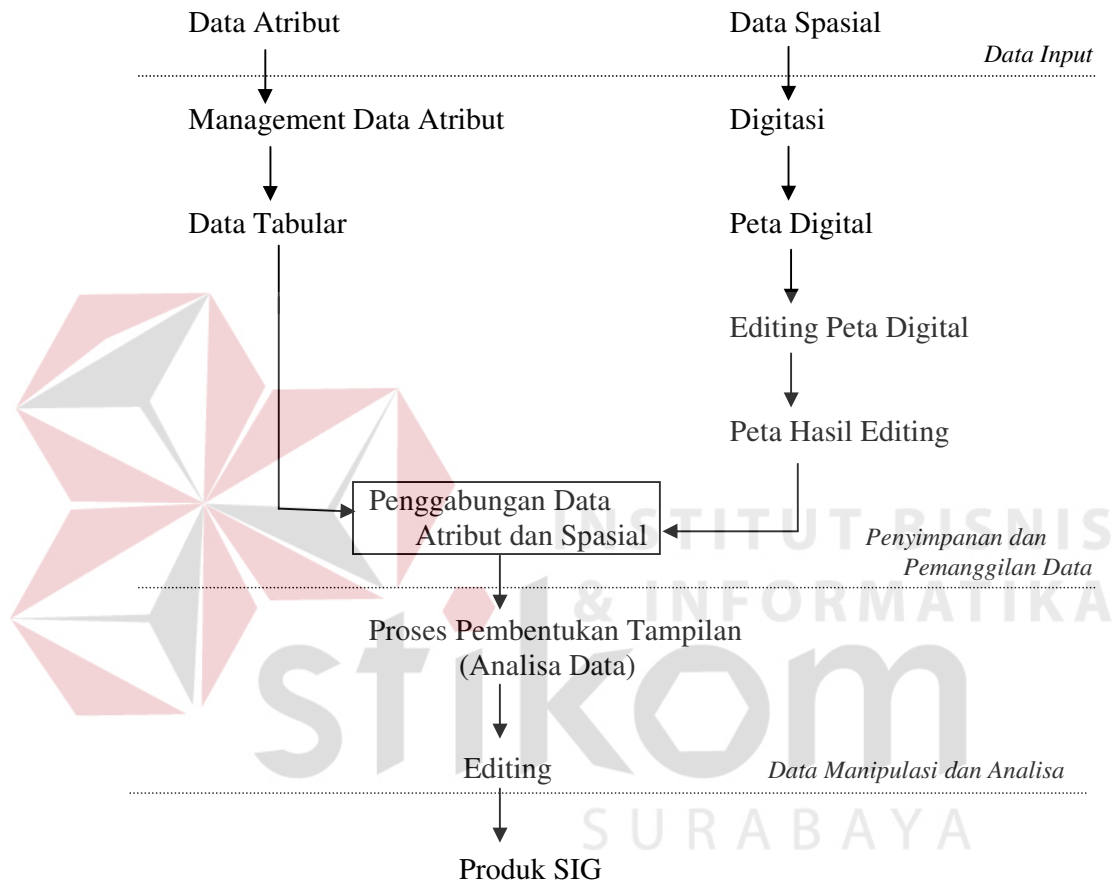 Data Atribut
Data Spasial
Data Input
Management Data Atribut
Digitasi
Data Tabular
Peta Digital
Editing Peta Digital
Peta Hasil Editing
Penggabungan Data
Atribut dan Spasial
INSTITUT BISNIS
Penyimpanan dan
Pemanggilan Data
& INFORMATIKA
Proses Pembentukan Tampilan
(Analisa Data)
stikom
Editing
Data Manipulasi dan Analisa
SURABAYA
Produk SIG